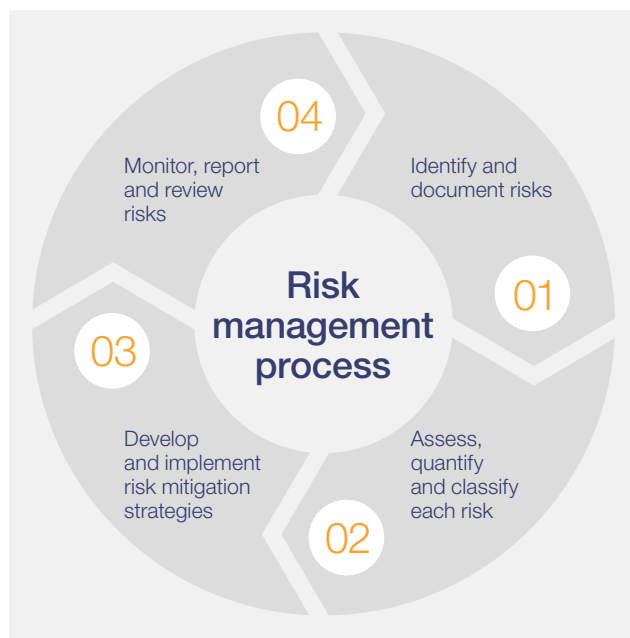 Risk
management
process
01
Identify and
document risks
02
Assess,
quantify
and classify
each risk
03
Develop
and implement
risk mitigation
strategies
04
Monitor, report
and review
risks